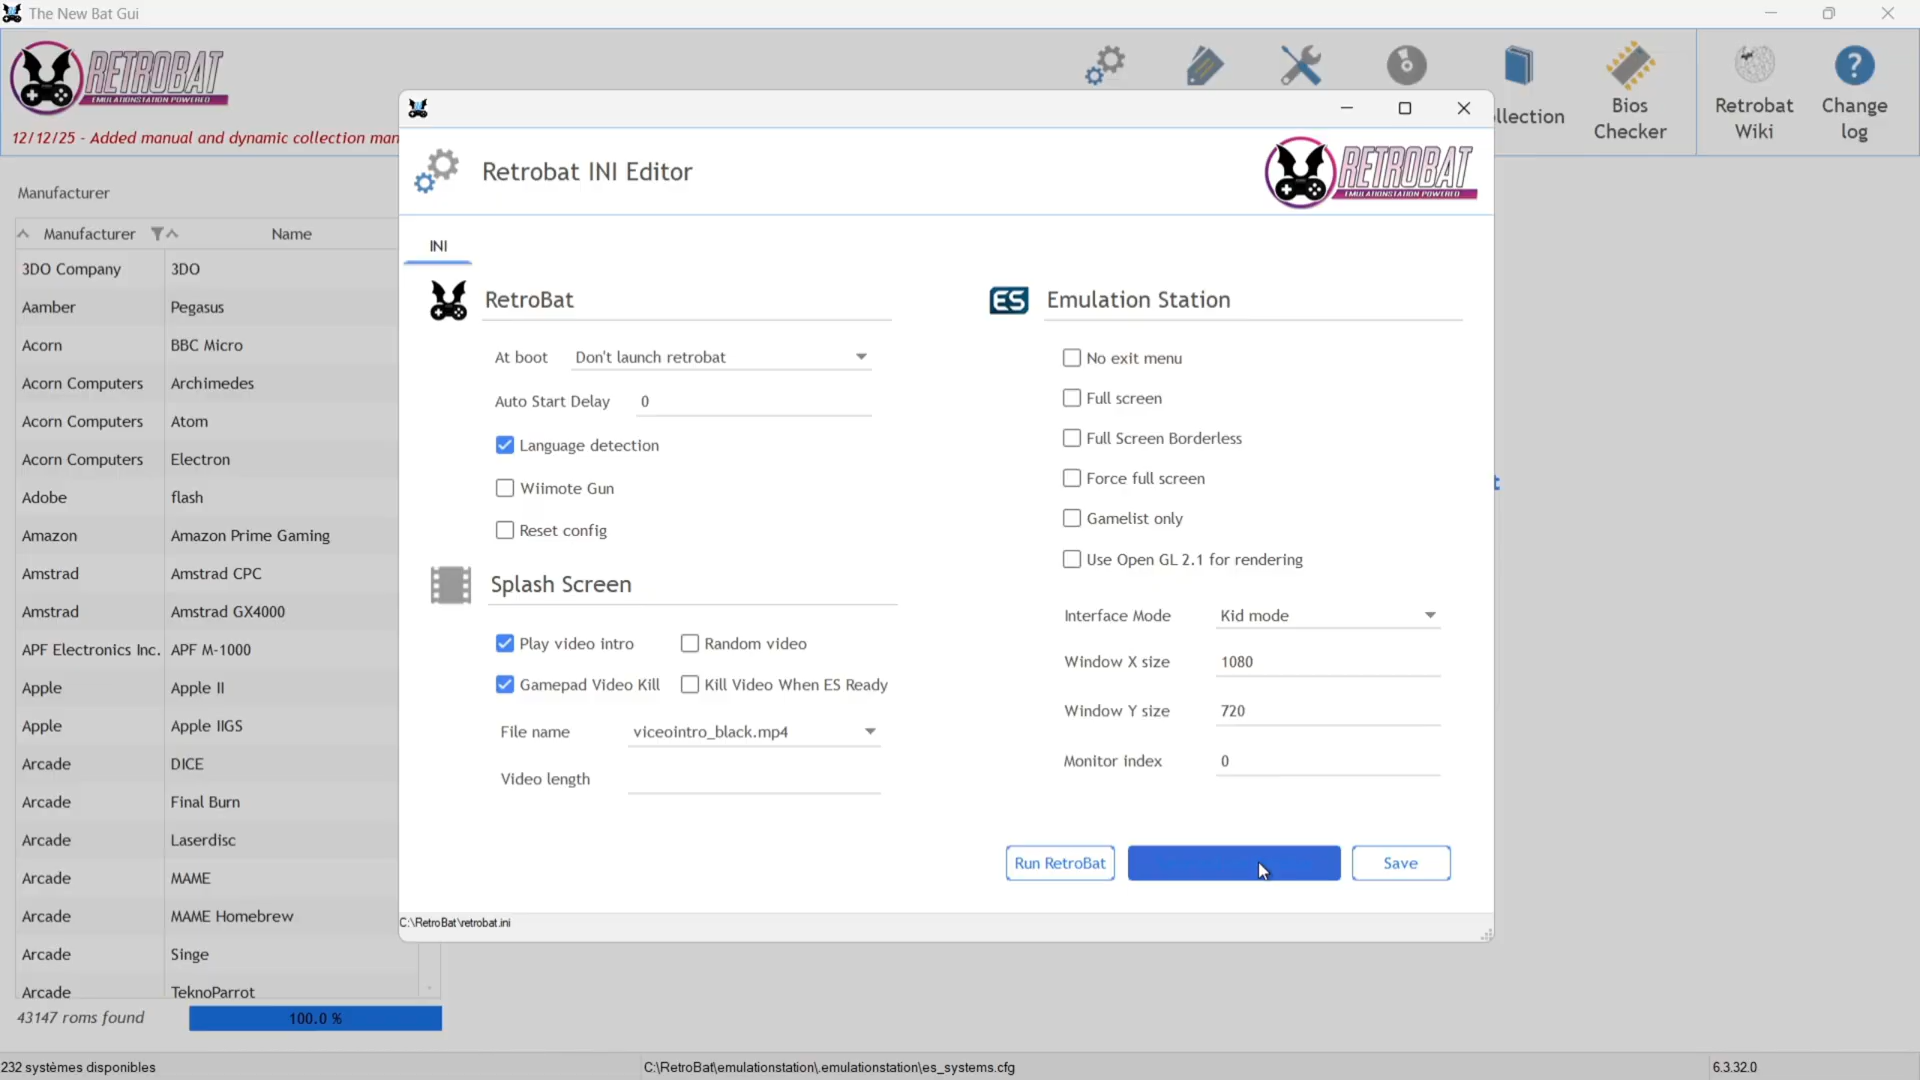 The New Bat Gui
RETROBAT
EMULATIONSTATION POWERED
12/12/25 - Added manual and dynamic collection man
llection
Bios
Checker
Retrobat
Wiki
Change
log
Manufacturer
Manufacturer Name
3DO Company 3DO
Aamber Pegasus
Acorn BBC Micro
Acorn Computers Archimedes
Acorn Computers Atom
Acorn Computers Electron
Adobe flash
Amazon Amazon Prime Gaming
Amstrad Amstrad CPC
Amstrad Amstrad GX4000
APF Electronics Inc. APF M-1000
Apple Apple II
Apple Apple IIGS
Arcade DICE
Arcade Final Burn
Arcade Laserdisc
Arcade MAME
Arcade MAME Homebrew
Arcade Singe
Arcade TeknoParrot
43147 roms found 100.0 %
Retrobat INI Editor
RETROBAT
EMULATIONSTATION POWERED
INI
RetroBat
At boot Don't launch retrobat
Auto Start Delay 0
Language detection
Wiimote Gun
Reset config
Splash Screen
Play video intro Random video
Gamepad Video Kill Kill Video When ES Ready
File name viceointro_black.mp4
Video length
ES Emulation Station
No exit menu
Full screen
Full Screen Borderless
Force full screen
Gamelist only
Use Open GL 2.1 for rendering
Interface Mode Kid mode
Window X size 1080
Window Y size 720
Monitor index 0
Run RetroBat Save
C:\RetroBat\retrobat.ini
232 systèmes disponibles C:\RetroBat\emulationstation\.emulationstation\es_systems.cfg 6.3.32.0